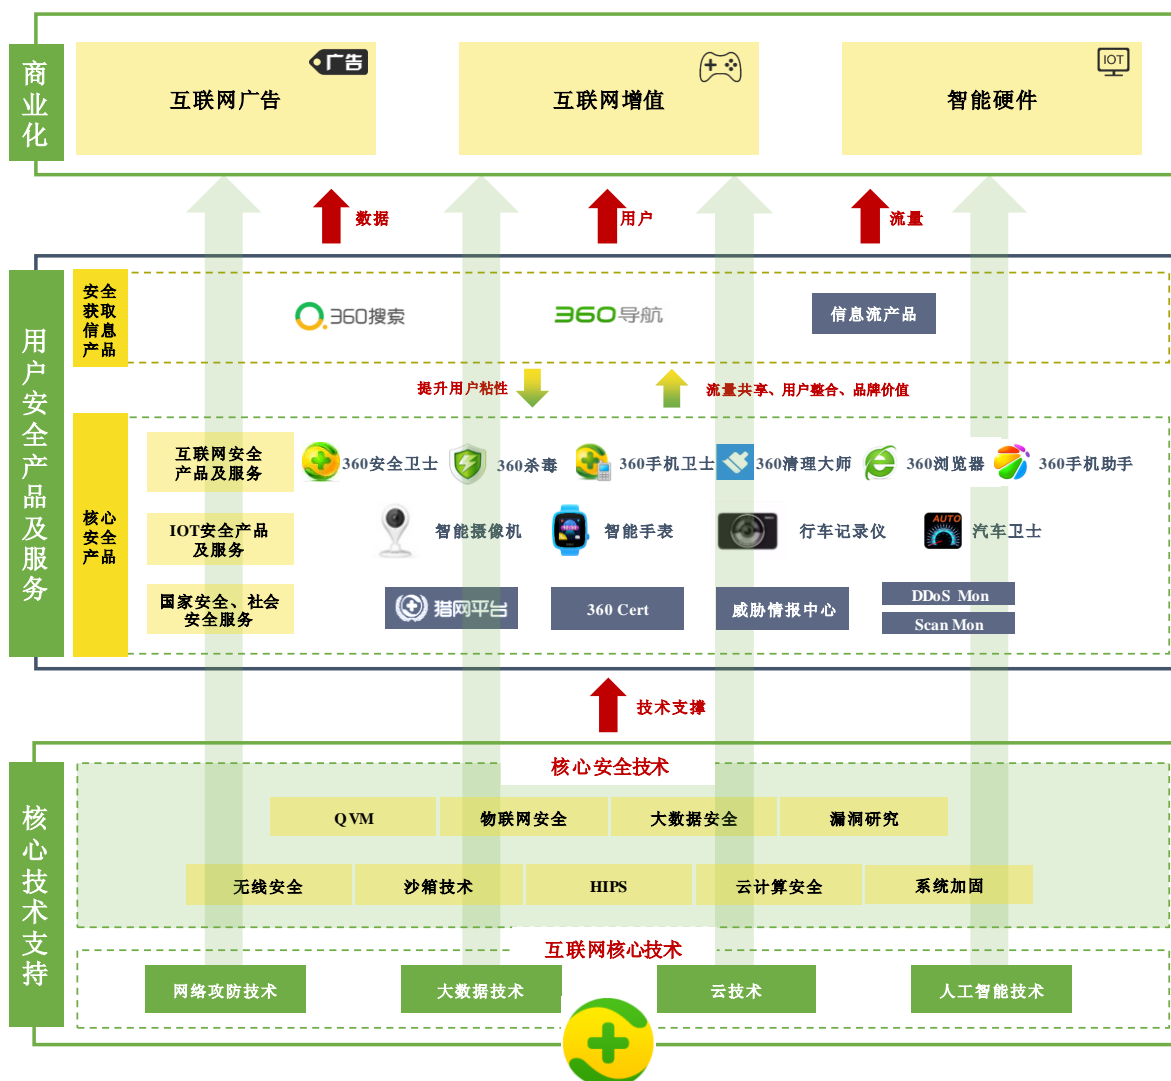 商业化
广告
互联网广告
互联网增值
IOT
智能硬件
数据
用户
流量
用户安全产品及服务
安全
获取
信息
产品
360搜索
360导航
信息流产品
提升用户粘性
流量共享、用户整合、品牌价值
核心
安全
产品
互联网安全
产品及服务
360安全卫士
360杀毒
360手机卫士
360清理大师
360浏览器
360手机助手
IOT安全产品
及服务
智能摄像机
智能手表
行车记录仪
AUTO
汽车卫士
国家安全、社会
安全服务
猎网平台
360 Cert
威胁情报中心
DDoS Mon
Scan Mon
技术支撑
核心技术支持
核心安全技术
QVM
物联网安全
大数据安全
漏洞研究
无线安全
沙箱技术
HIPS
云计算安全
系统加固
互联网核心技术
网络攻防技术
大数据技术
云技术
人工智能技术